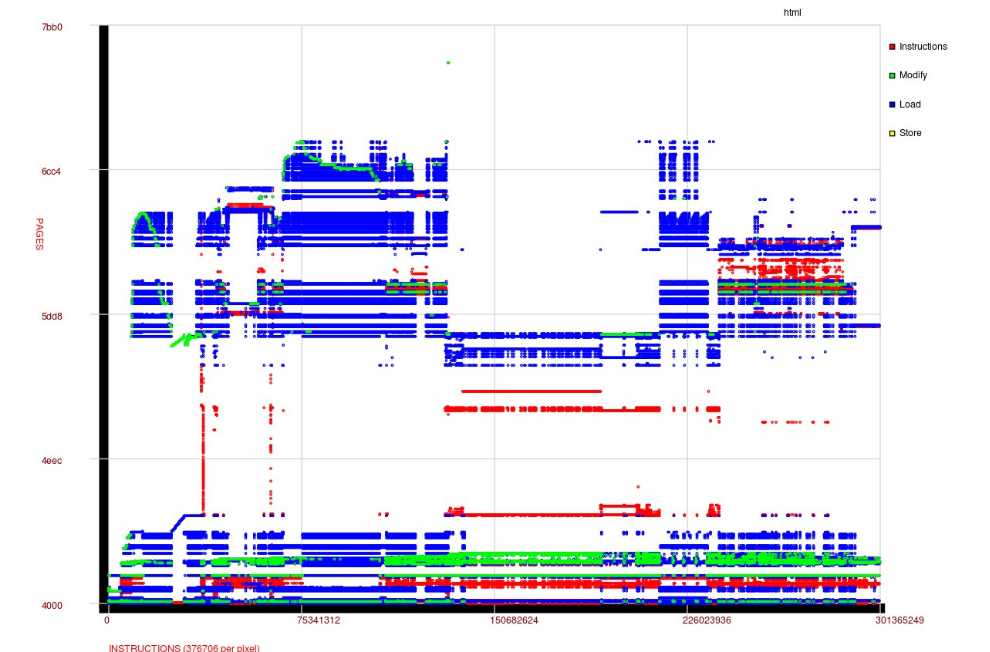 html
7bb0
Instructions
Modify
Load
Store
6cc4
PAGES
5dd8
4eec
4000
0
75341312
150682624
226023936
301365249
INSTRUCTIONS (376706 per pixel)